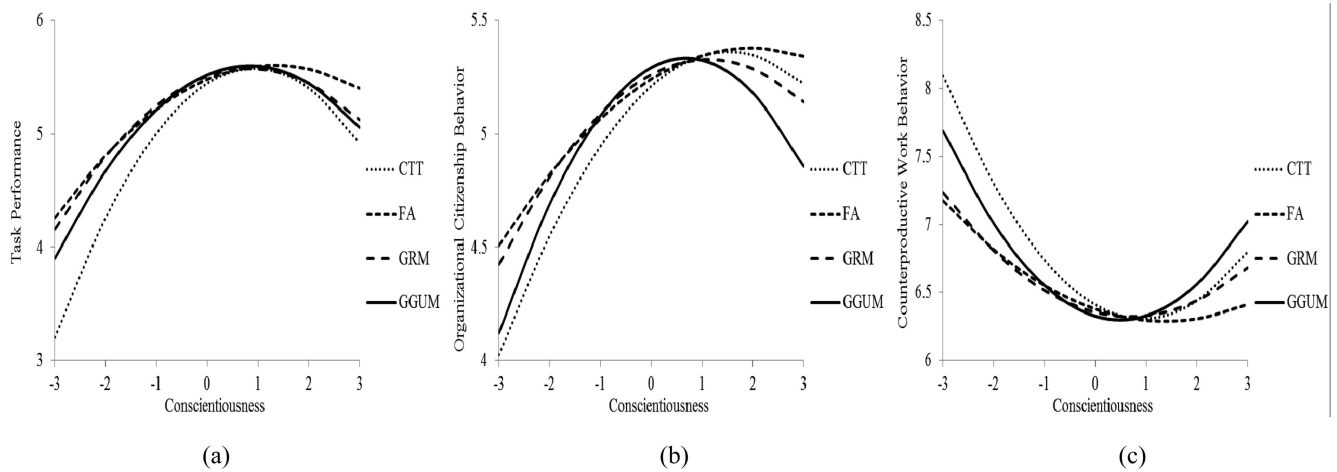 Task Performance
6
5
4
3
-3 -2 -1 0 1 2 3
Conscientiousness
CTT
FA
GRM
GGUM
(a)
Organizational Citizenship Behavior
5.5
5
4.5
4
-3 -2 -1 0 1 2 3
Conscientiousness
CTT
FA
GRM
GGUM
(b)
Counterproductive Work Behavior
8.5
8
7.5
7
6.5
6
-3 -2 -1 0 1 2 3
Conscientiousness
CTT
FA
GRM
GGUM
(c)